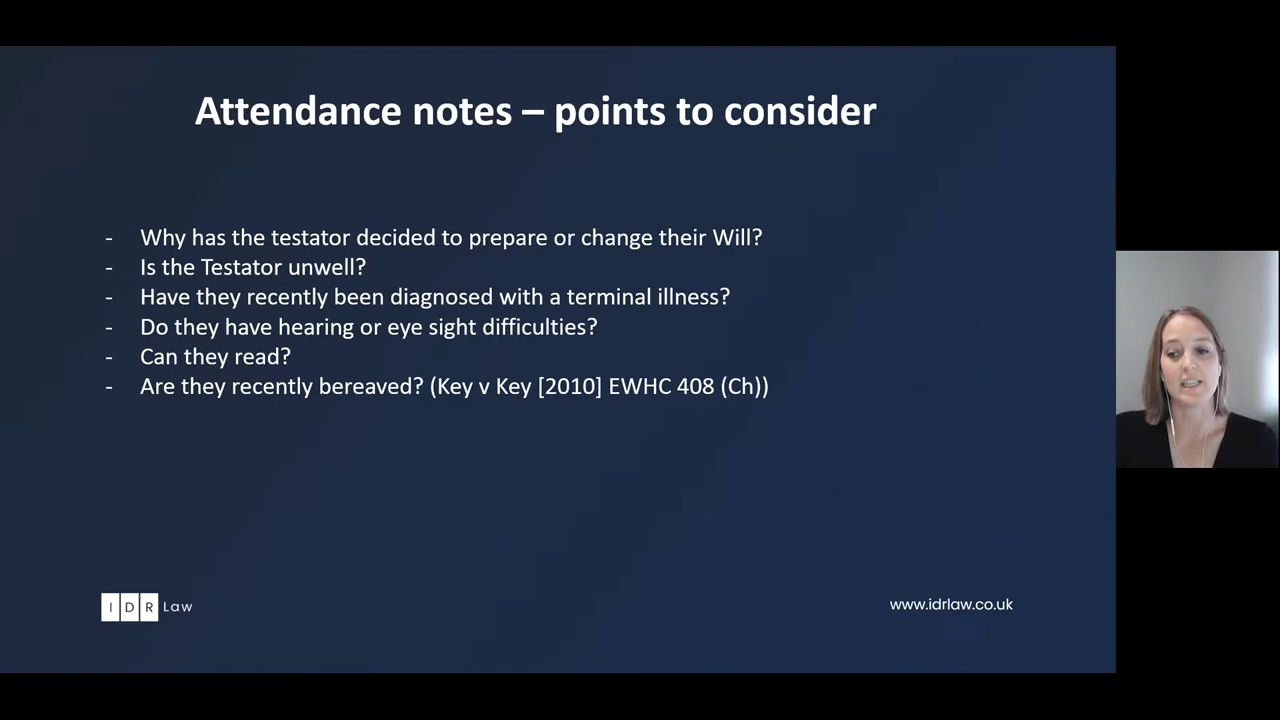 Attendance notes – points to consider
- Why has the testator decided to prepare or change their Will?
- Is the Testator unwell?
- Have they recently been diagnosed with a terminal illness?
- Do they have hearing or eye sight difficulties?
- Can they read?
- Are they recently bereaved? (Key v Key [2010] EWHC 408 (Ch))
IDR Law
www.idrlaw.co.uk